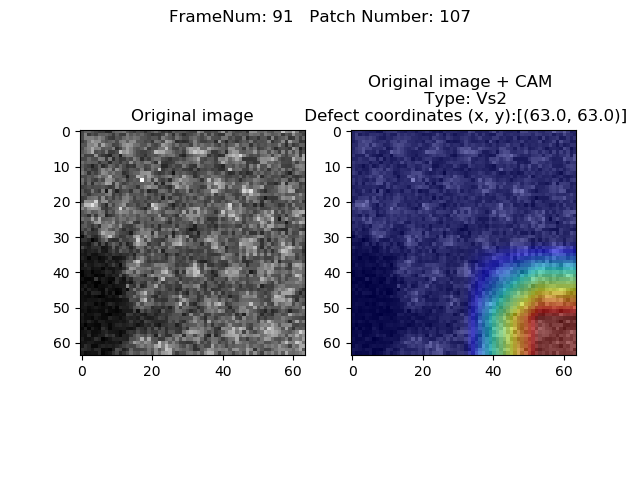 FrameNum: 91   Patch Number: 107
Original image
Original image + CAM
Type: Vs2
Defect coordinates (x, y):[(63.0, 63.0)]
0
10
20
30
40
50
60
0 20 40 60
0
10
20
30
40
50
60
0 20 40 60